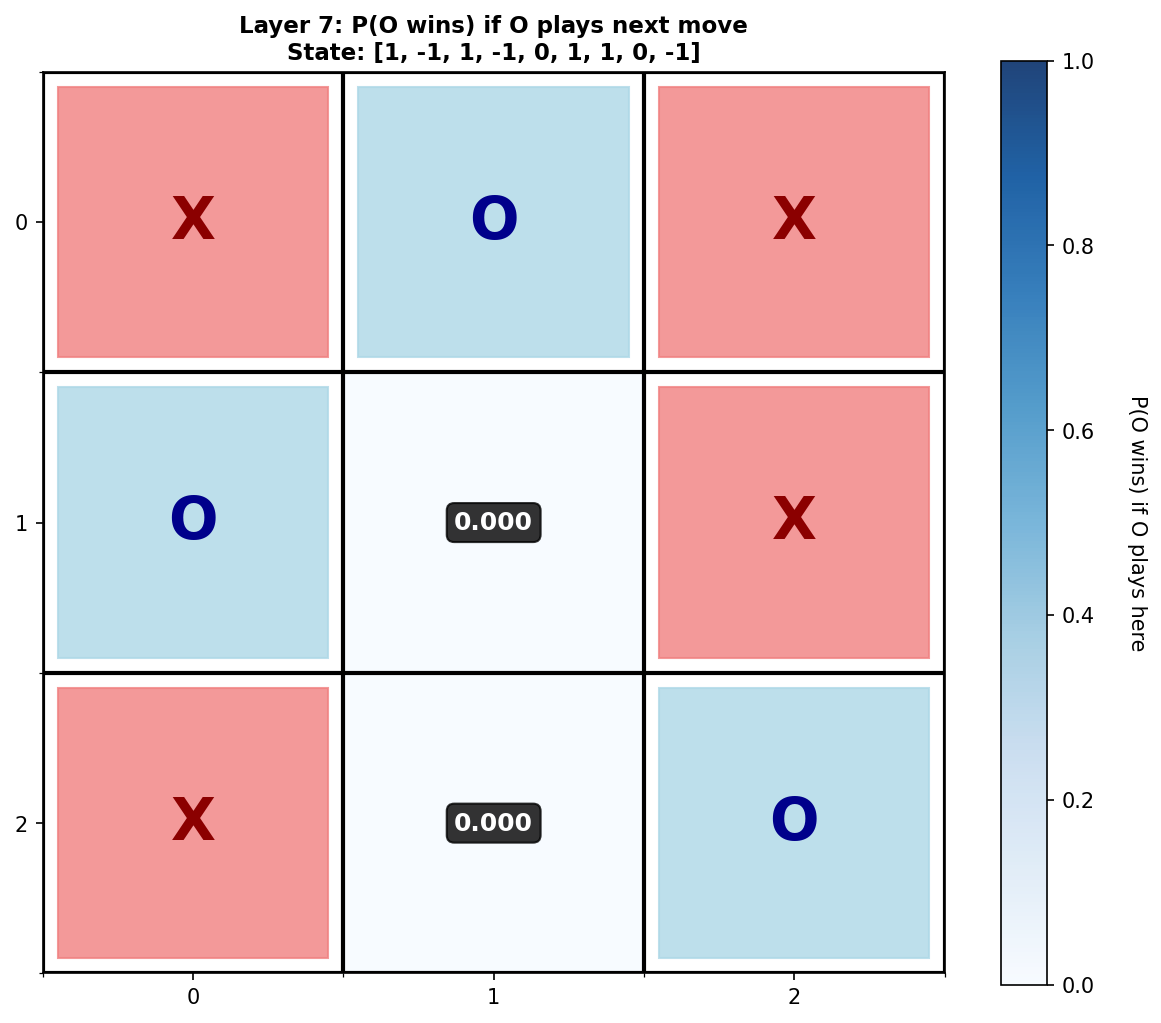 Layer 7: P(O wins) if O plays next move
State: [1, -1, 1, -1, 0, 1, 1, 0, -1]
0
X
O
X
1
O
0.000
X
2
X
0.000
O
0
1
2
1.0
0.8
0.6
0.4
0.2
0.0
P(O wins) if O plays here